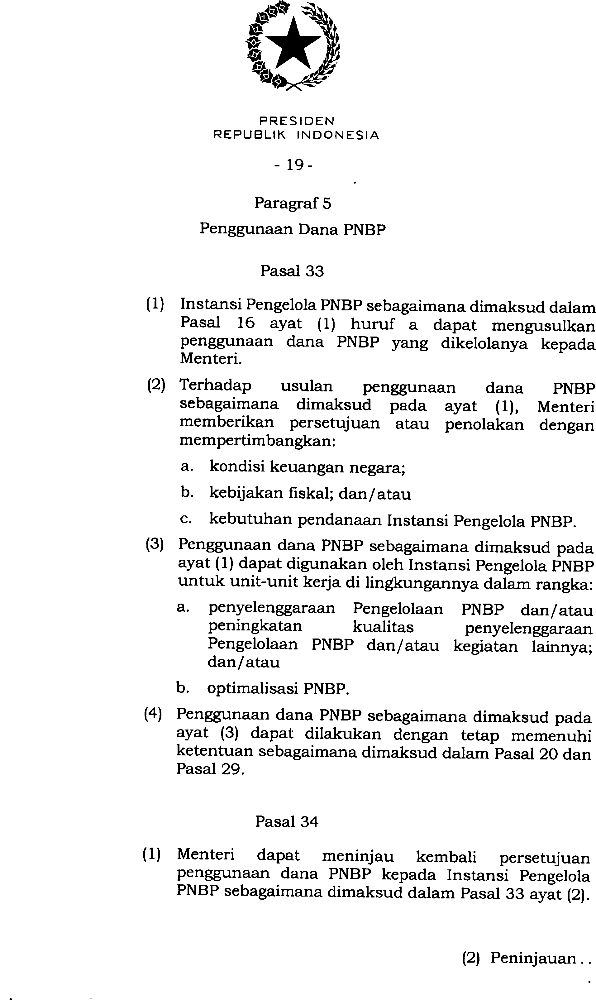 PRESIDEN
REPUBLIK INDONESIA
- 19 -
Paragraf 5
Penggunaan Dana PNBP
Pasal 33
(1) Instansi Pengelola PNBP sebagaimana dimaksud dalam
Pasal 16 ayat (1) huruf a dapat mengusulkan
penggunaan dana PNBP yang dikelolanya kepada
Menteri.
(2) Terhadap usulan penggunaan dana PNBP
sebagaimana dimaksud pada ayat (1), Menteri
memberikan persetujuan atau penolakan dengan
mempertimbangkan:
a. kondisi keuangan negara;
b. kebijakan fiskal; dan/atau
c. kebutuhan pendanaan Instansi Pengelola PNBP.
(3) Penggunaan dana PNBP sebagaimana dimaksud pada
ayat (1) dapat digunakan oleh Instansi Pengelola PNBP
untuk unit-unit kerja di lingkungannya dalam rangka:
a. penyelenggaraan Pengelolaan PNBP dan/atau
peningkatan kualitas penyelenggaraan
Pengelolaan PNBP dan/atau kegiatan lainnya;
dan/atau
b. optimalisasi PNBP.
(4) Penggunaan dana PNBP sebagaimana dimaksud pada
ayat (3) dapat dilakukan dengan tetap memenuhi
ketentuan sebagaimana dimaksud dalam Pasal 20 dan
Pasal 29.
Pasal 34
(1) Menteri dapat meninjau kembali persetujuan
penggunaan dana PNBP kepada Instansi Pengelola
PNBP sebagaimana dimaksud dalam Pasal 33 ayat (2).
(2) Peninjauan . .